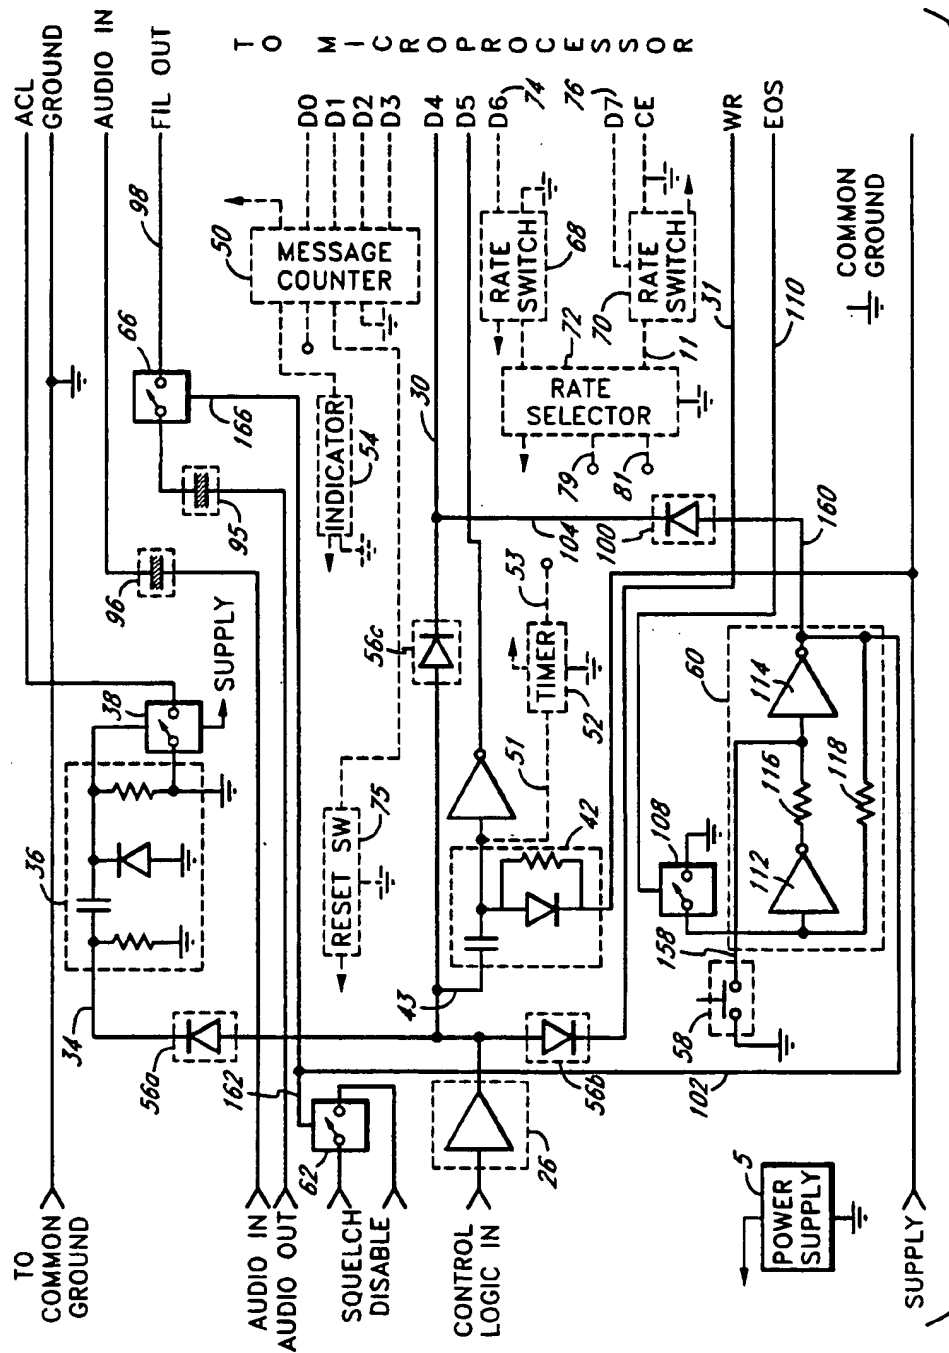 TO
COMMON
GROUND
AUDIO IN
AUDIO OUT
SQUELCH
DISABLE
CONTROL
LOGIC IN
SUPPLY
5
POWER
SUPPLY
34
36
38
SUPPLY
56a
162
62
26
56b
102
96
95
66
166
98
ACL
GROUND
AUDIO IN
FIL OUT
TO MICROPROCESSOR
50
MESSAGE
COUNTER
D0
D1
D2
D3
D4
D5
D6
74
76
D7
CE
WR
EOS
INDICATOR
54
RESET SW
75
56c
30
43
42
51
TIMER
52
53
RATE
SWITCH
68
RATE
SWITCH
70
72
11
RATE
SELECTOR
79
81
104
100
160
31
110
COMMON
GROUND
60
58
158
108
112
114
116
118